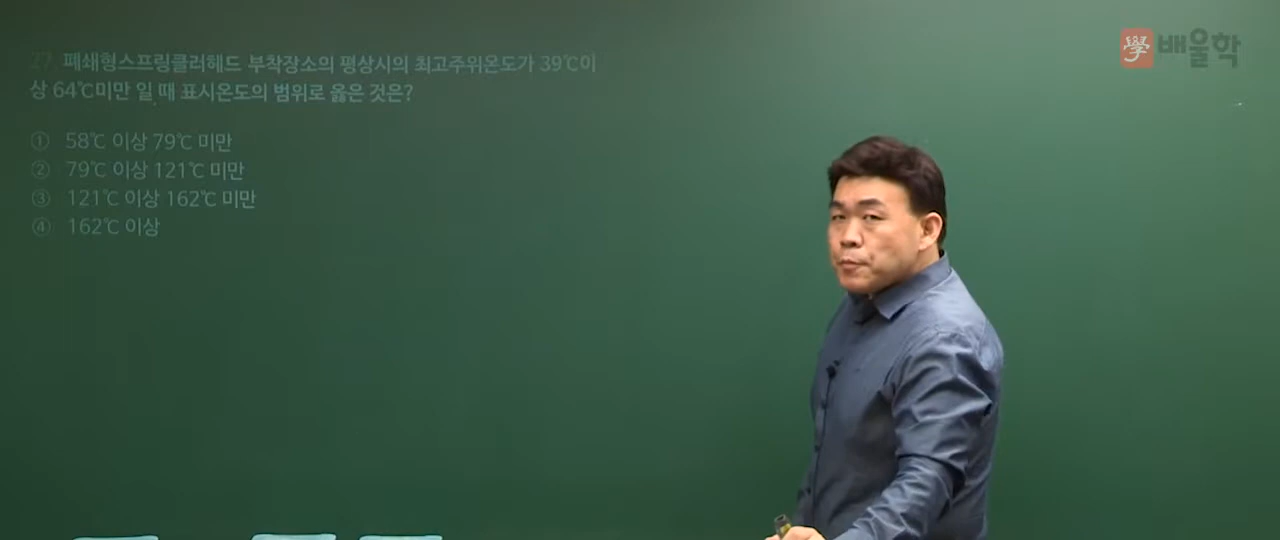 27. 폐쇄형스프링클러헤드 부착장소의 평상시의 최고주위온도가 39℃이
상 64℃미만 일 때 표시온도의 범위로 옳은 것은?
① 58℃ 이상 79℃ 미만
② 79℃ 이상 121℃ 미만
③ 121℃ 이상 162℃ 미만
④ 162℃ 이상
學 배울학